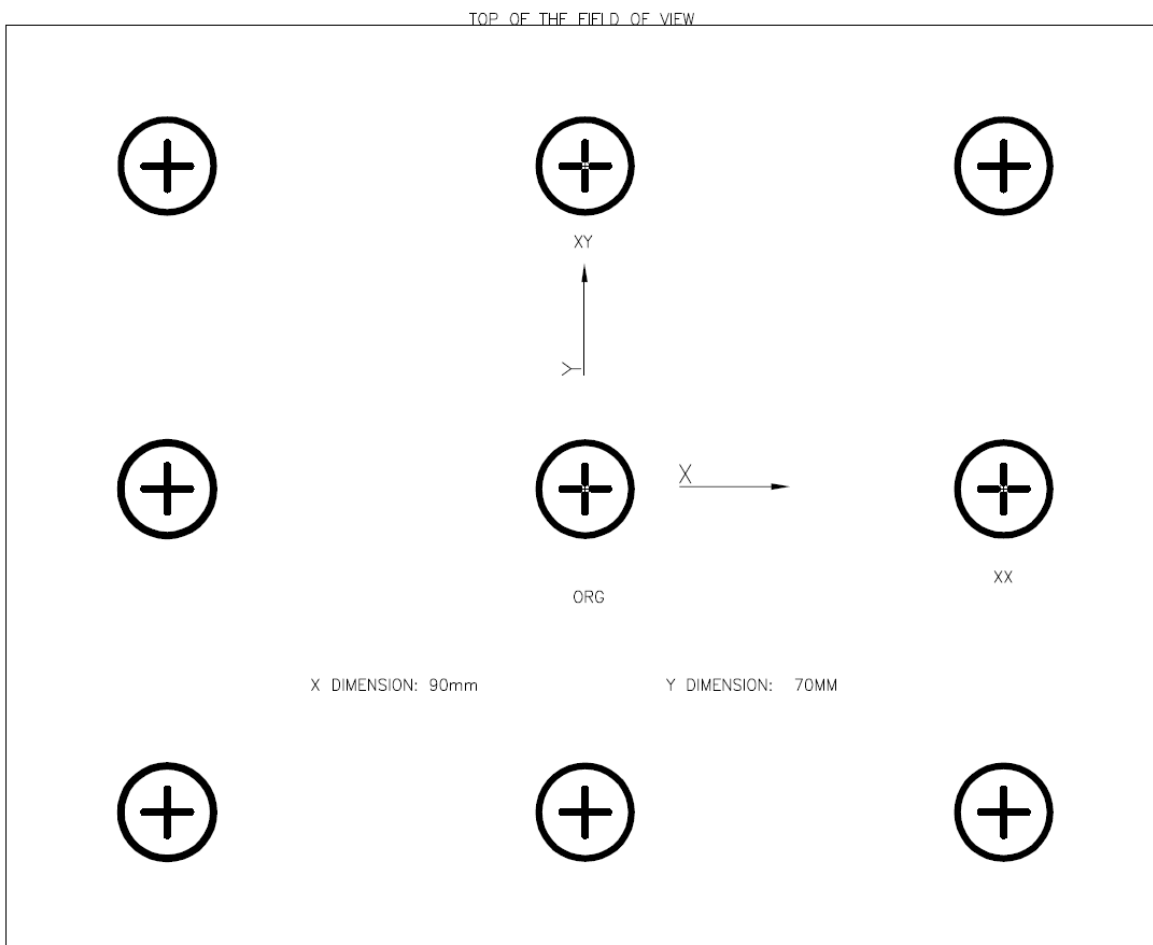 TOP OF THE FIELD OF VIEW
XY
Y
X
XX
ORG
X DIMENSION: 90mm
Y DIMENSION: 70MM